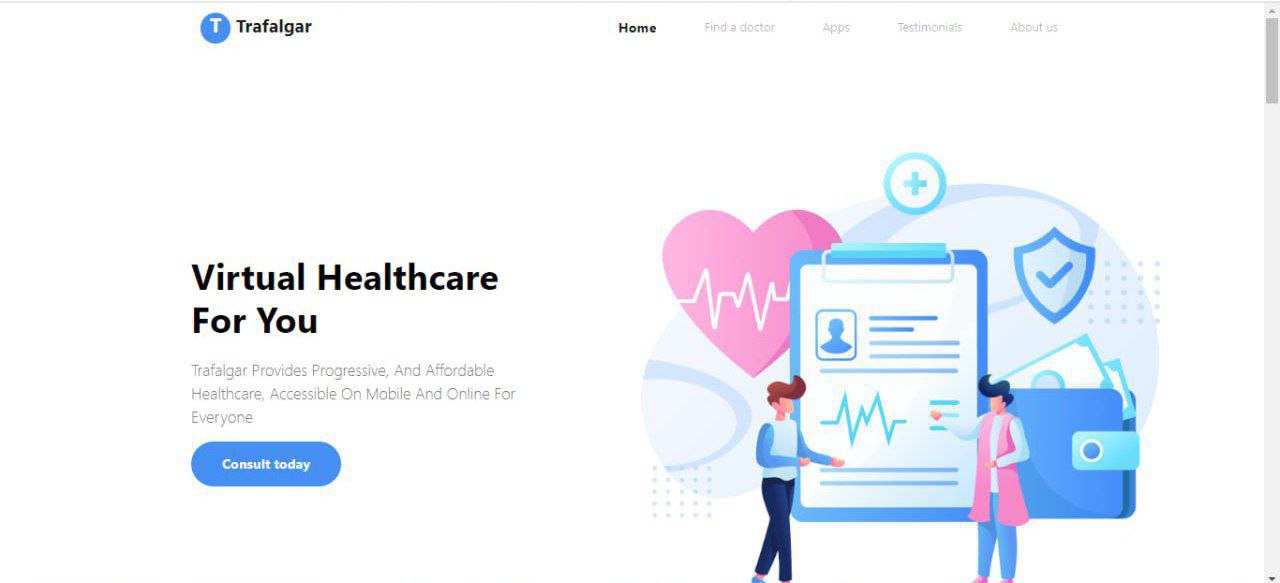 T Trafalgar
Home Find a doctor Apps Testimonials About us
Virtual Healthcare
For You
Trafalgar Provides Progressive, And Affordable
Healthcare, Accessible On Mobile And Online For
Everyone
Consult today